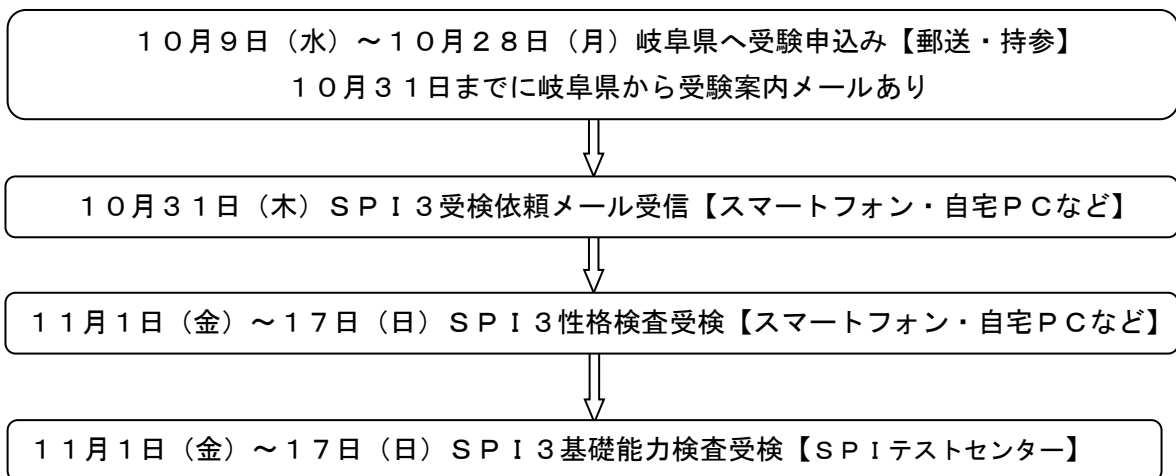 １０月９日（水）～１０月２８日（月）岐阜県へ受験申込み【郵送・持参】
１０月３１日までに岐阜県から受験案内メールあり
１０月３１日（木）ＳＰＩ３受検依頼メール受信【スマートフォン・自宅ＰＣなど】
１１月１日（金）～１７日（日）ＳＰＩ３性格検査受検【スマートフォン・自宅ＰＣなど】
１１月１日（金）～１７日（日）ＳＰＩ３基礎能力検査受検【ＳＰＩテストセンター】